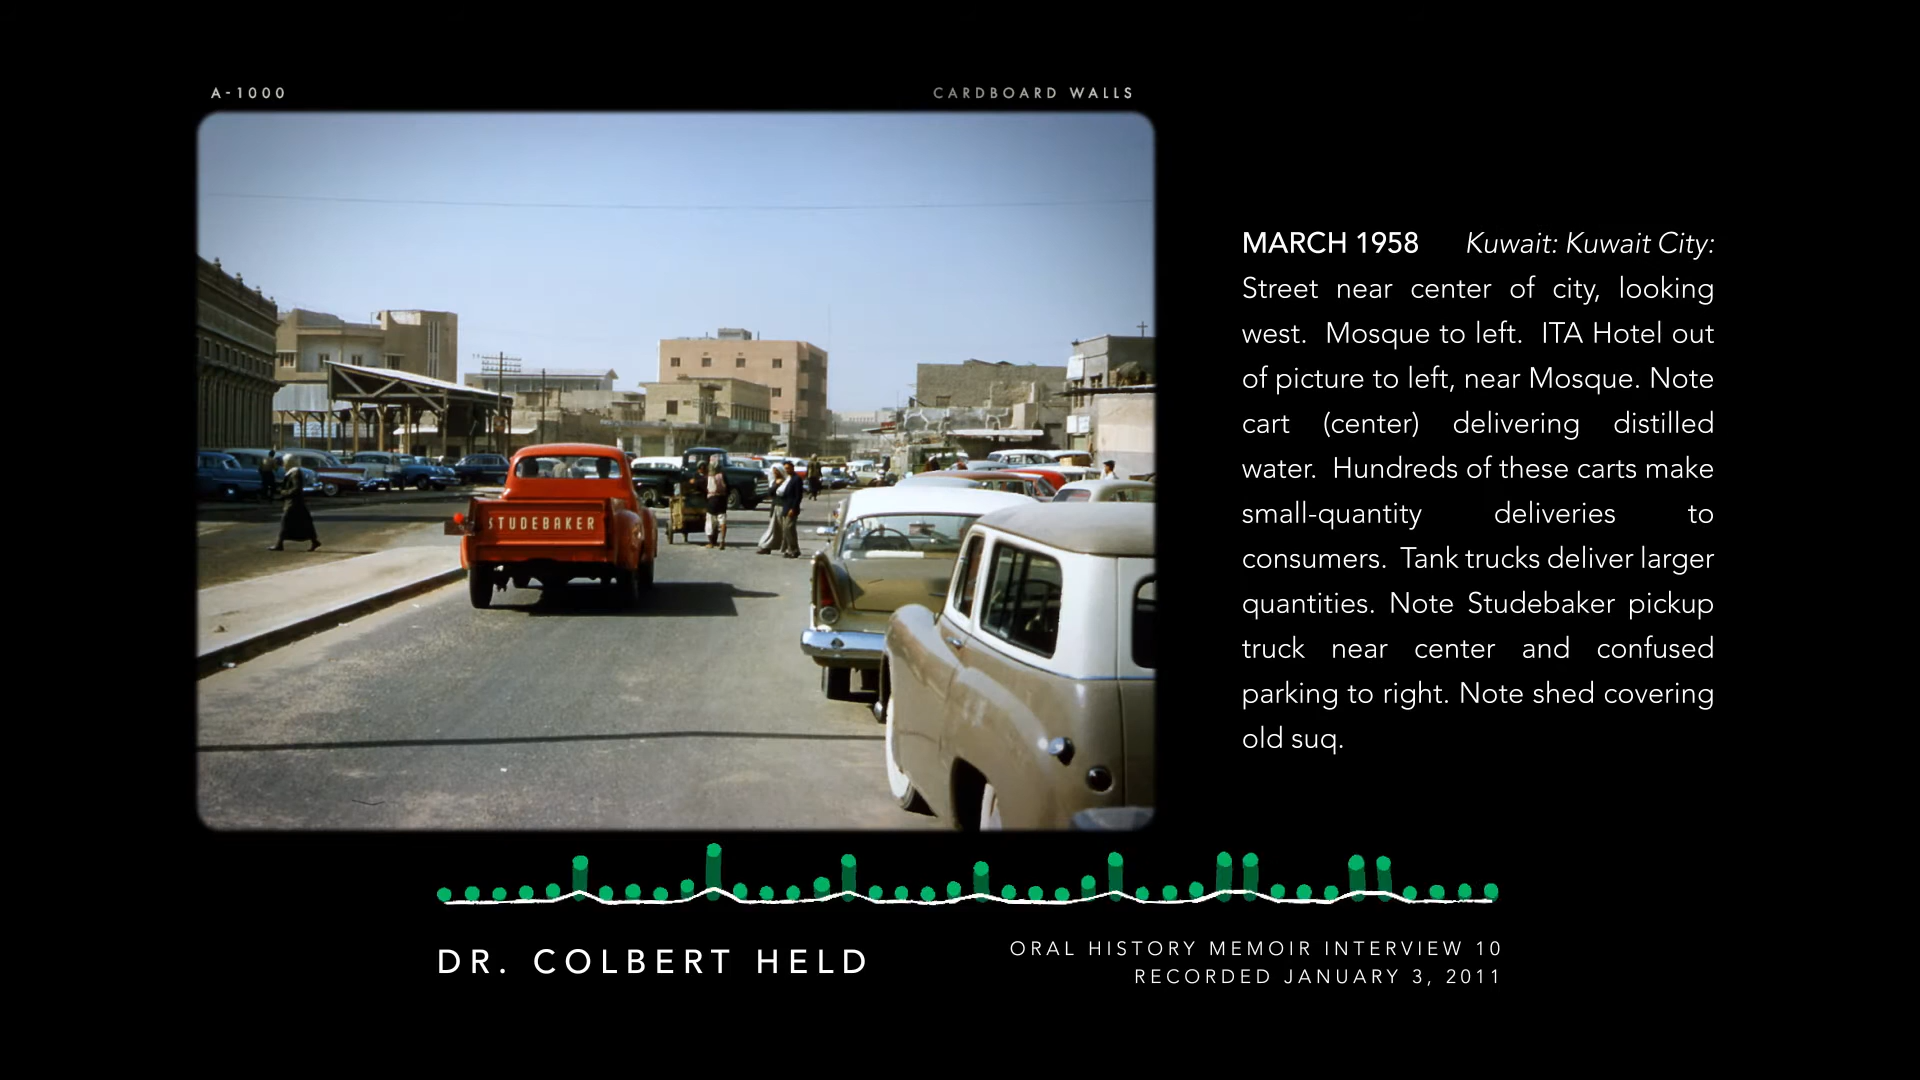 A-1000
CARDBOARD WALLS
STUDEBAKER
MARCH 1958 Kuwait: Kuwait City:
Street near center of city, looking
west. Mosque to left. ITA Hotel out
of picture to left, near Mosque. Note
cart (center) delivering distilled
water. Hundreds of these carts make
small-quantity deliveries to
consumers. Tank trucks deliver larger
quantities. Note Studebaker pickup
truck near center and confused
parking to right. Note shed covering
old suq.
DR. COLBERT HELD
ORAL HISTORY MEMOIR INTERVIEW 10
RECORDED JANUARY 3, 2011